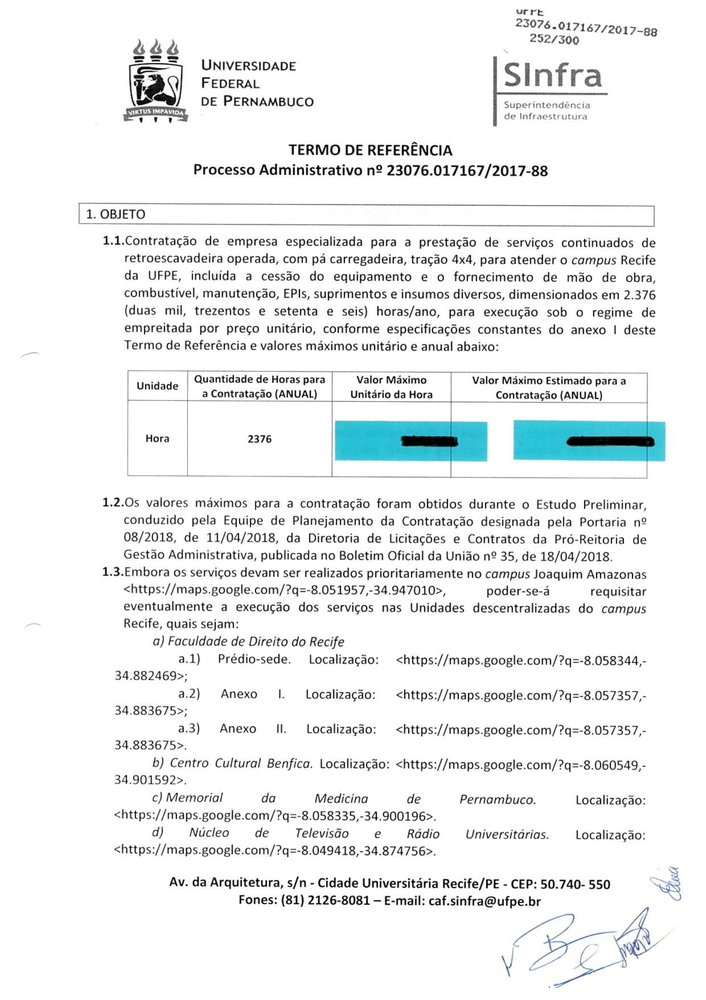 UFPE
23076.017167/2017-88
252/300
UNIVERSIDADE
FEDERAL
DE PERNAMBUCO
VIRTUS IMPAVIDA
SInfra
Superintendência
de Infraestrutura
TERMO DE REFERÊNCIA
Processo Administrativo nº 23076.017167/2017-88
1. OBJETO
1.1.Contratação de empresa especializada para a prestação de serviços continuados de
retroescavadeira operada, com pá carregadeira, tração 4x4, para atender o campus Recife
da UFPE, incluída a cessão do equipamento e o fornecimento de mão de obra,
combustível, manutenção, EPIs, suprimentos e insumos diversos, dimensionados em 2.376
(duas mil, trezentos e setenta e seis) horas/ano, para execução sob o regime de
empreitada por preço unitário, conforme especificações constantes do anexo I deste
Termo de Referência e valores máximos unitário e anual abaixo:
Unidade
Quantidade de Horas para
a Contratação (ANUAL)
Valor Máximo
Unitário da Hora
Valor Máximo Estimado para a
Contratação (ANUAL)
Hora
2376
1.2.Os valores máximos para a contratação foram obtidos durante o Estudo Preliminar,
conduzido pela Equipe de Planejamento da Contratação designada pela Portaria nº
08/2018, de 11/04/2018, da Diretoria de Licitações e Contratos da Pró-Reitoria de
Gestão Administrativa, publicada no Boletim Oficial da União nº 35, de 18/04/2018.
1.3.Embora os serviços devam ser realizados prioritariamente no campus Joaquim Amazonas
<https://maps.google.com/?q=-8.051957,-34.947010>, poder-se-á requisitar
eventualmente a execução dos serviços nas Unidades descentralizadas do campus
Recife, quais sejam:
a) Faculdade de Direito do Recife
a.1) Prédio-sede. Localização: <https://maps.google.com/?q=-8.058344,-
34.882469>;
a.2) Anexo I. Localização: <https://maps.google.com/?q=-8.057357,-
34.883675>;
a.3) Anexo II. Localização: <https://maps.google.com/?q=-8.057357,-
34.883675>.
b) Centro Cultural Benfica. Localização: <https://maps.google.com/?q=-8.060549,-
34.901592>.
c) Memorial da Medicina de Pernambuco. Localização:
<https://maps.google.com/?q=-8.058335,-34.900196>.
d) Núcleo de Televisão e Rádio Universitárias. Localização:
<https://maps.google.com/?q=-8.049418,-34.874756>.
Av. da Arquitetura, s/n - Cidade Universitária Recife/PE - CEP: 50.740- 550
Fones: (81) 2126-8081 – E-mail: caf.sinfra@ufpe.br